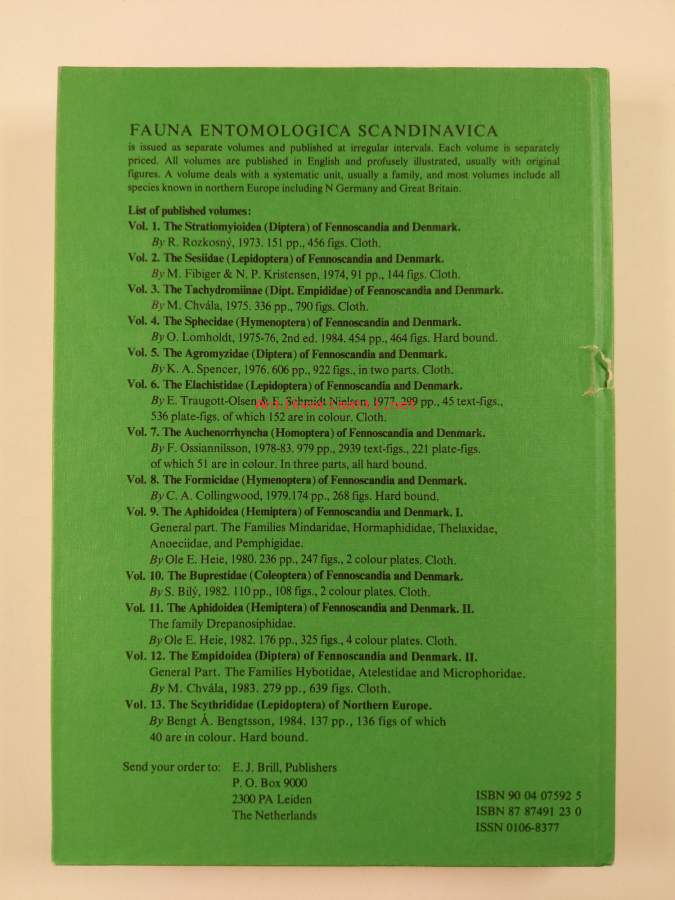 FAUNA ENTOMOLOGICA SCANDINAVICA
is issued as separate volumes and published at irregular intervals. Each volume is separately
priced. All volumes are published in English and profusely illustrated, usually with original
figures. A volume deals with a systematic unit, usually a family, and most volumes include all
species known in northern Europe including N Germany and Great Britain.
List of published volumes:
Vol. 1. The Stratiomyioidea (Diptera) of Fennoscandia and Denmark.
By R. Rozkosný, 1973. 151 pp., 456 figs. Cloth.
Vol. 2. The Sesiidae (Lepidoptera) of Fennoscandia and Denmark.
By M. Fibiger & N. P. Kristensen, 1974, 91 pp., 144 figs. Cloth.
Vol. 3. The Tachydromiinae (Dipt. Empididae) of Fennoscandia and Denmark.
By M. Chvála, 1975. 336 pp., 790 figs. Cloth.
Vol. 4. The Sphecidae (Hymenoptera) of Fennoscandia and Denmark.
By O. Lomholdt, 1975-76, 2nd ed. 1984. 454 pp., 464 figs. Hard bound.
Vol. 5. The Agromyzidae (Diptera) of Fennoscandia and Denmark.
By K. A. Spencer, 1976. 606 pp., 922 figs., in two parts. Cloth.
Vol. 6. The Elachistidae (Lepidoptera) of Fennoscandia and Denmark.
By E. Traugott-Olsen & E. Schmidt Nielsen, 1977. 299 pp., 45 text-figs.,
536 plate-figs. of which 152 are in colour. Cloth.
Vol. 7. The Auchenorrhyncha (Homoptera) of Fennoscandia and Denmark.
By F. Ossiannilsson, 1978-83. 979 pp., 2939 text-figs., 221 plate-figs.
of which 51 are in colour. In three parts, all hard bound.
Vol. 8. The Formicidae (Hymenoptera) of Fennoscandia and Denmark.
By C. A. Collingwood, 1979.174 pp., 268 figs. Hard bound.
Vol. 9. The Aphidoidea (Hemiptera) of Fennoscandia and Denmark. I.
General part. The Families Mindaridae, Hormaphididae, Thelaxidae,
Anoeciidae, and Pemphigidae.
By Ole E. Heie, 1980. 236 pp., 247 figs., 2 colour plates. Cloth.
Vol. 10. The Buprestidae (Coleoptera) of Fennoscandia and Denmark.
By S. Bílý, 1982. 110 pp., 108 figs., 2 colour plates. Cloth.
Vol. 11. The Aphidoidea (Hemiptera) of Fennoscandia and Denmark. II.
The family Drepanosiphidae.
By Ole E. Heie, 1982. 176 pp., 325 figs., 4 colour plates. Cloth.
Vol. 12. The Empidoidea (Diptera) of Fennoscandia and Denmark. II.
General Part. The Families Hybotidae, Atelestidae and Microphoridae.
By M. Chvála, 1983. 279 pp., 639 figs. Cloth.
Vol. 13. The Scythrididae (Lepidoptera) of Northern Europe.
By Bengt Å. Bengtsson, 1984. 137 pp., 136 figs of which
40 are in colour. Hard bound.
Send your order to: E. J. Brill, Publishers
P. O. Box 9000
2300 PA Leiden
The Netherlands
ISBN 90 04 07592 5
ISBN 87 87491 23 0
ISSN 0106-8377